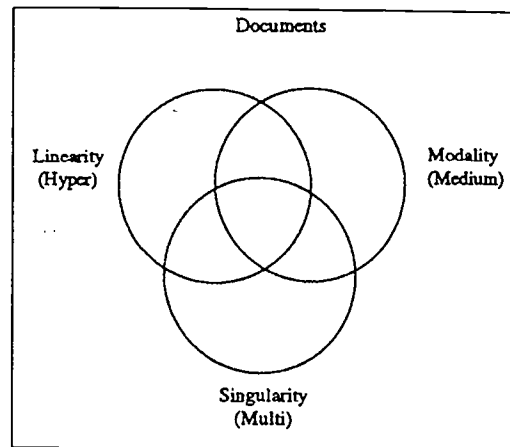 Documents
Linearity
(Hyper)
Modality
(Medium)
Singularity
(Multi)